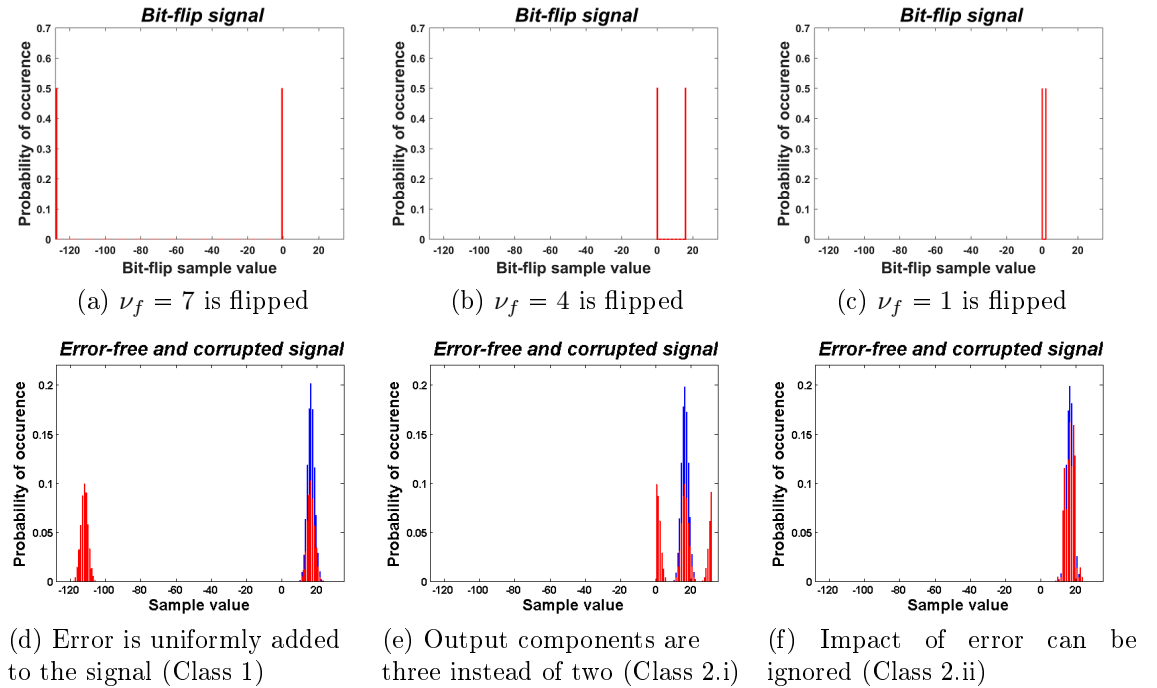 Bit-flip signal
Probability of occurence
0.7
0.6
0.5
0.4
0.3
0.2
0.1
0
-120 -100 -80 -60 -40 -20 0 20
Bit-flip sample value
(a) ν_f = 7 is flipped
Bit-flip signal
Probability of occurence
0.7
0.6
0.5
0.4
0.3
0.2
0.1
0
-120 -100 -80 -60 -40 -20 0 20
Bit-flip sample value
(b) ν_f = 4 is flipped
Bit-flip signal
Probability of occurence
0.7
0.6
0.5
0.4
0.3
0.2
0.1
0
-120 -100 -80 -60 -40 -20 0 20
Bit-flip sample value
(c) ν_f = 1 is flipped
Error-free and corrupted signal
Probability of occurence
0.2
0.15
0.1
0.05
0
-120 -100 -80 -60 -40 -20 0 20
Sample value
(d) Error is uniformly added
to the signal (Class 1)
Error-free and corrupted signal
Probability of occurence
0.2
0.15
0.1
0.05
0
-120 -100 -80 -60 -40 -20 0 20
Sample value
(e) Output components are
three instead of two (Class 2.i)
Error-free and corrupted signal
Probability of occurence
0.2
0.15
0.1
0.05
0
-120 -100 -80 -60 -40 -20 0 20
Sample value
(f) Impact of error can be
ignored (Class 2.ii)